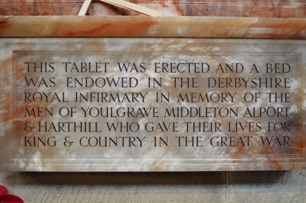 THIS TABLET WAS ERECTED AND A BED
WAS ENDOWED IN THE DERBYSHIRE
ROYAL INFIRMARY IN MEMORY OF THE
MEN OF YOULGRAVE MIDDLETON ALPORT
& HARTHILL WHO GAVE THEIR LIVES FOR
KING & COUNTRY IN THE GREAT WAR